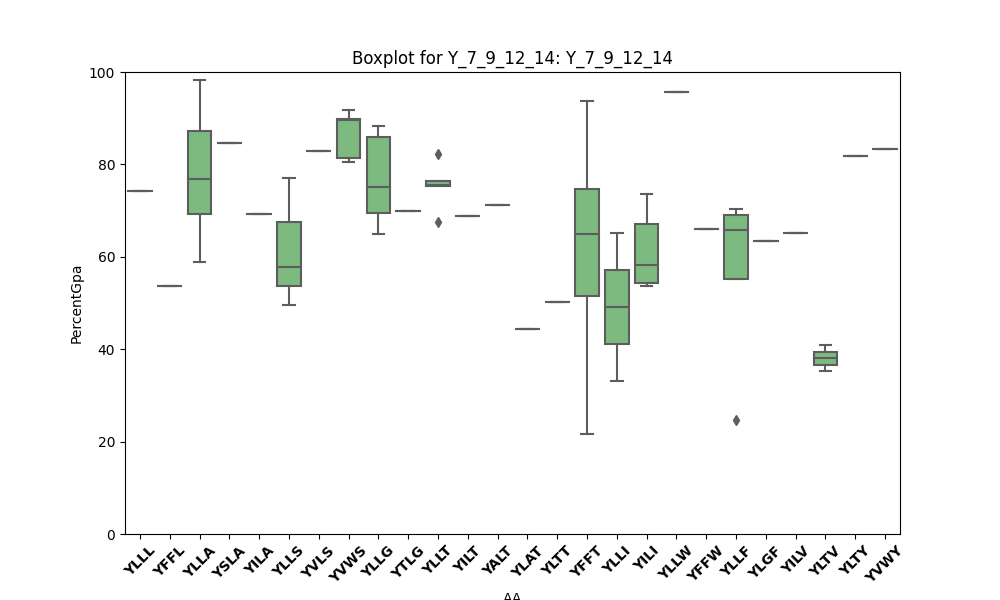 Boxplot for Y_7_9_12_14: Y_7_9_12_14
100
80
60
40
20
0
PercentGpa
YLLL YFFL YLLA YSLA YILA YLLS YVLS YVWS YLLG YTLG YLLT YILT YALT YLAT YLTT YFFT YLLI YILI YLLW YFFW YLLF YLGF YILV YLTV YLTY YVWY
AA